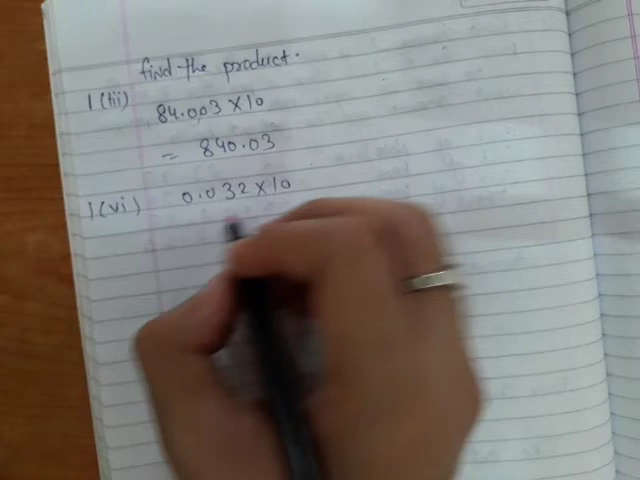 find the product.
1(iii) 84.003 × 10
= 840.03
1(vi) 0.032 × 10